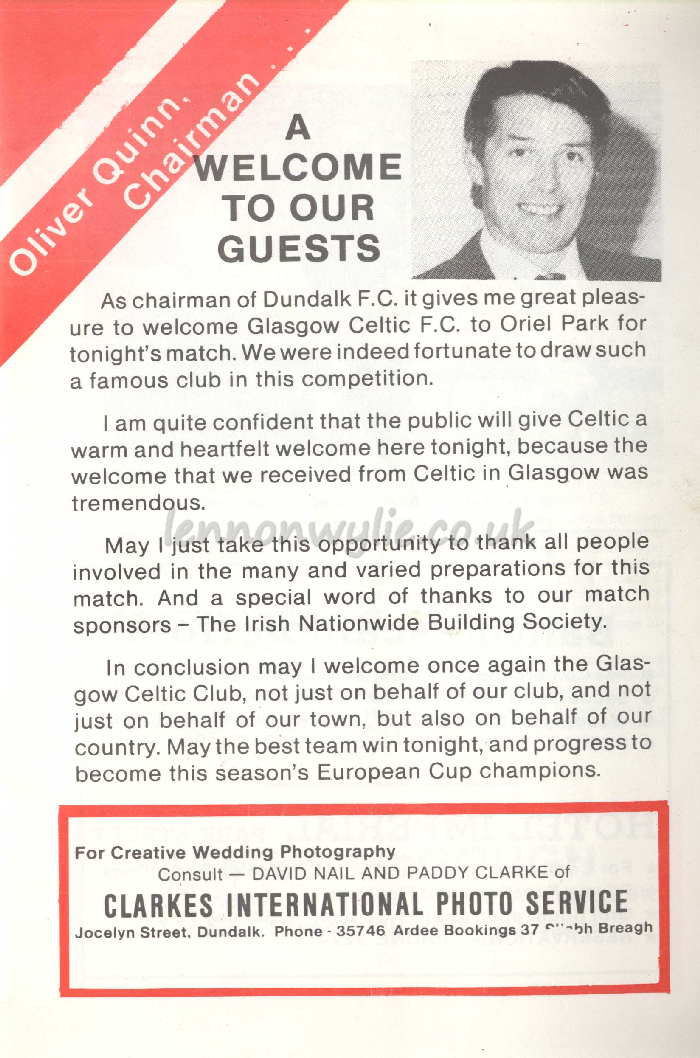 Oliver Quinn,
Chairman . . .
A
WELCOME
TO OUR
GUESTS
As chairman of Dundalk F.C. it gives me great pleas-
ure to welcome Glasgow Celtic F.C. to Oriel Park for
tonight's match. We were indeed fortunate to draw such
a famous club in this competition.
I am quite confident that the public will give Celtic a
warm and heartfelt welcome here tonight, because the
welcome that we received from Celtic in Glasgow was
tremendous.
lennonwylie.co.uk
May I just take this opportunity to thank all people
involved in the many and varied preparations for this
match. And a special word of thanks to our match
sponsors – The Irish Nationwide Building Society.
In conclusion may I welcome once again the Glas-
gow Celtic Club, not just on behalf of our club, and not
just on behalf of our town, but also on behalf of our
country. May the best team win tonight, and progress to
become this season's European Cup champions.
For Creative Wedding Photography
Consult — DAVID NAIL AND PADDY CLARKE of
CLARKES INTERNATIONAL PHOTO SERVICE
Jocelyn Street, Dundalk. Phone - 35746 Ardee Bookings 37 Breagh